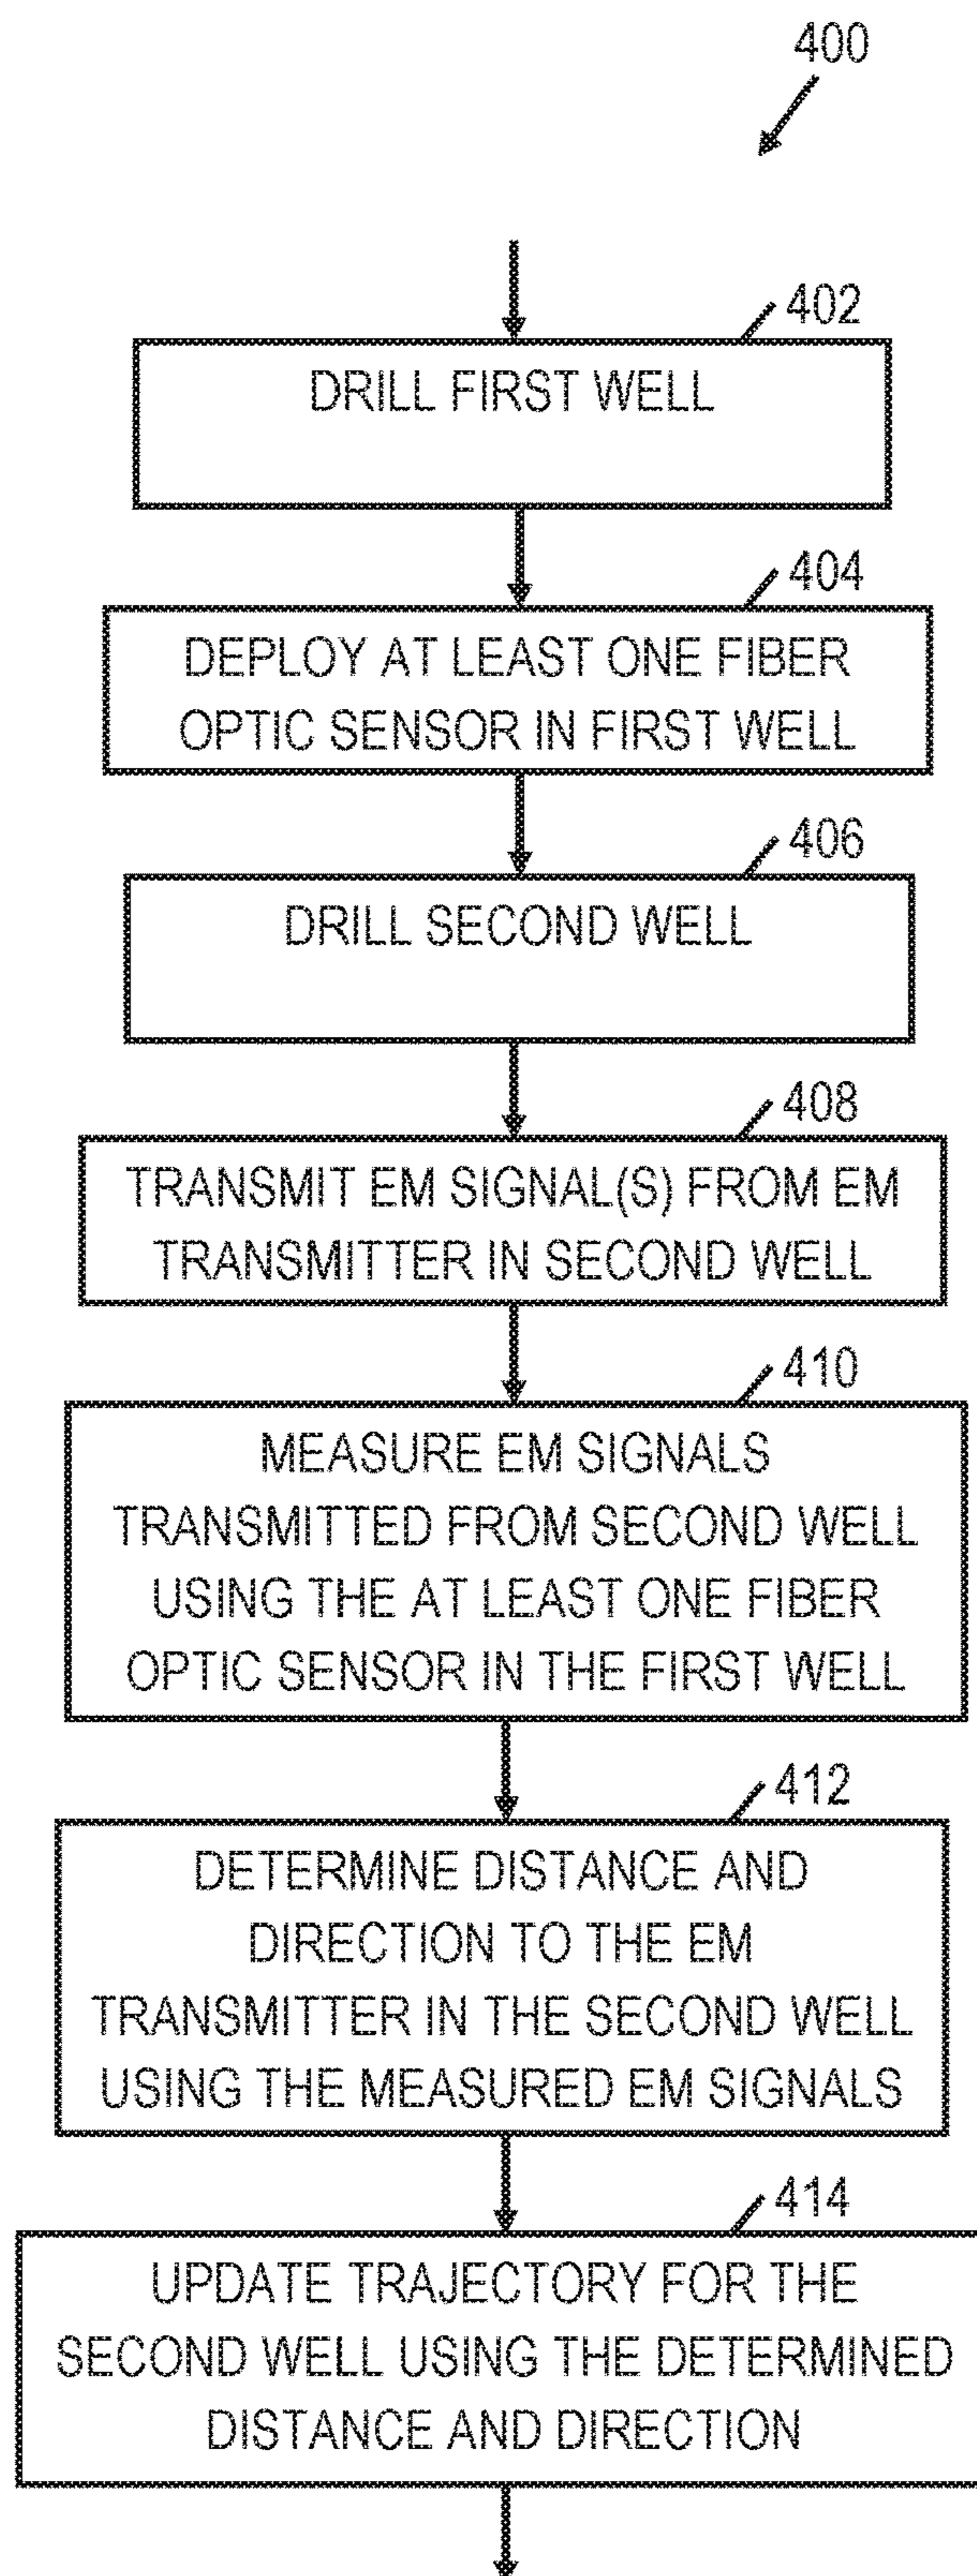 400
402
DRILL FIRST WELL
404
DEPLOY AT LEAST ONE FIBER
OPTIC SENSOR IN FIRST WELL
406
DRILL SECOND WELL
408
TRANSMIT EM SIGNAL(S) FROM EM
TRANSMITTER IN SECOND WELL
410
MEASURE EM SIGNALS
TRANSMITTED FROM SECOND WELL
USING THE AT LEAST ONE FIBER
OPTIC SENSOR IN THE FIRST WELL
412
DETERMINE DISTANCE AND
DIRECTION TO THE EM
TRANSMITTER IN THE SECOND WELL
USING THE MEASURED EM SIGNALS
414
UPDATE TRAJECTORY FOR THE
SECOND WELL USING THE DETERMINED
DISTANCE AND DIRECTION